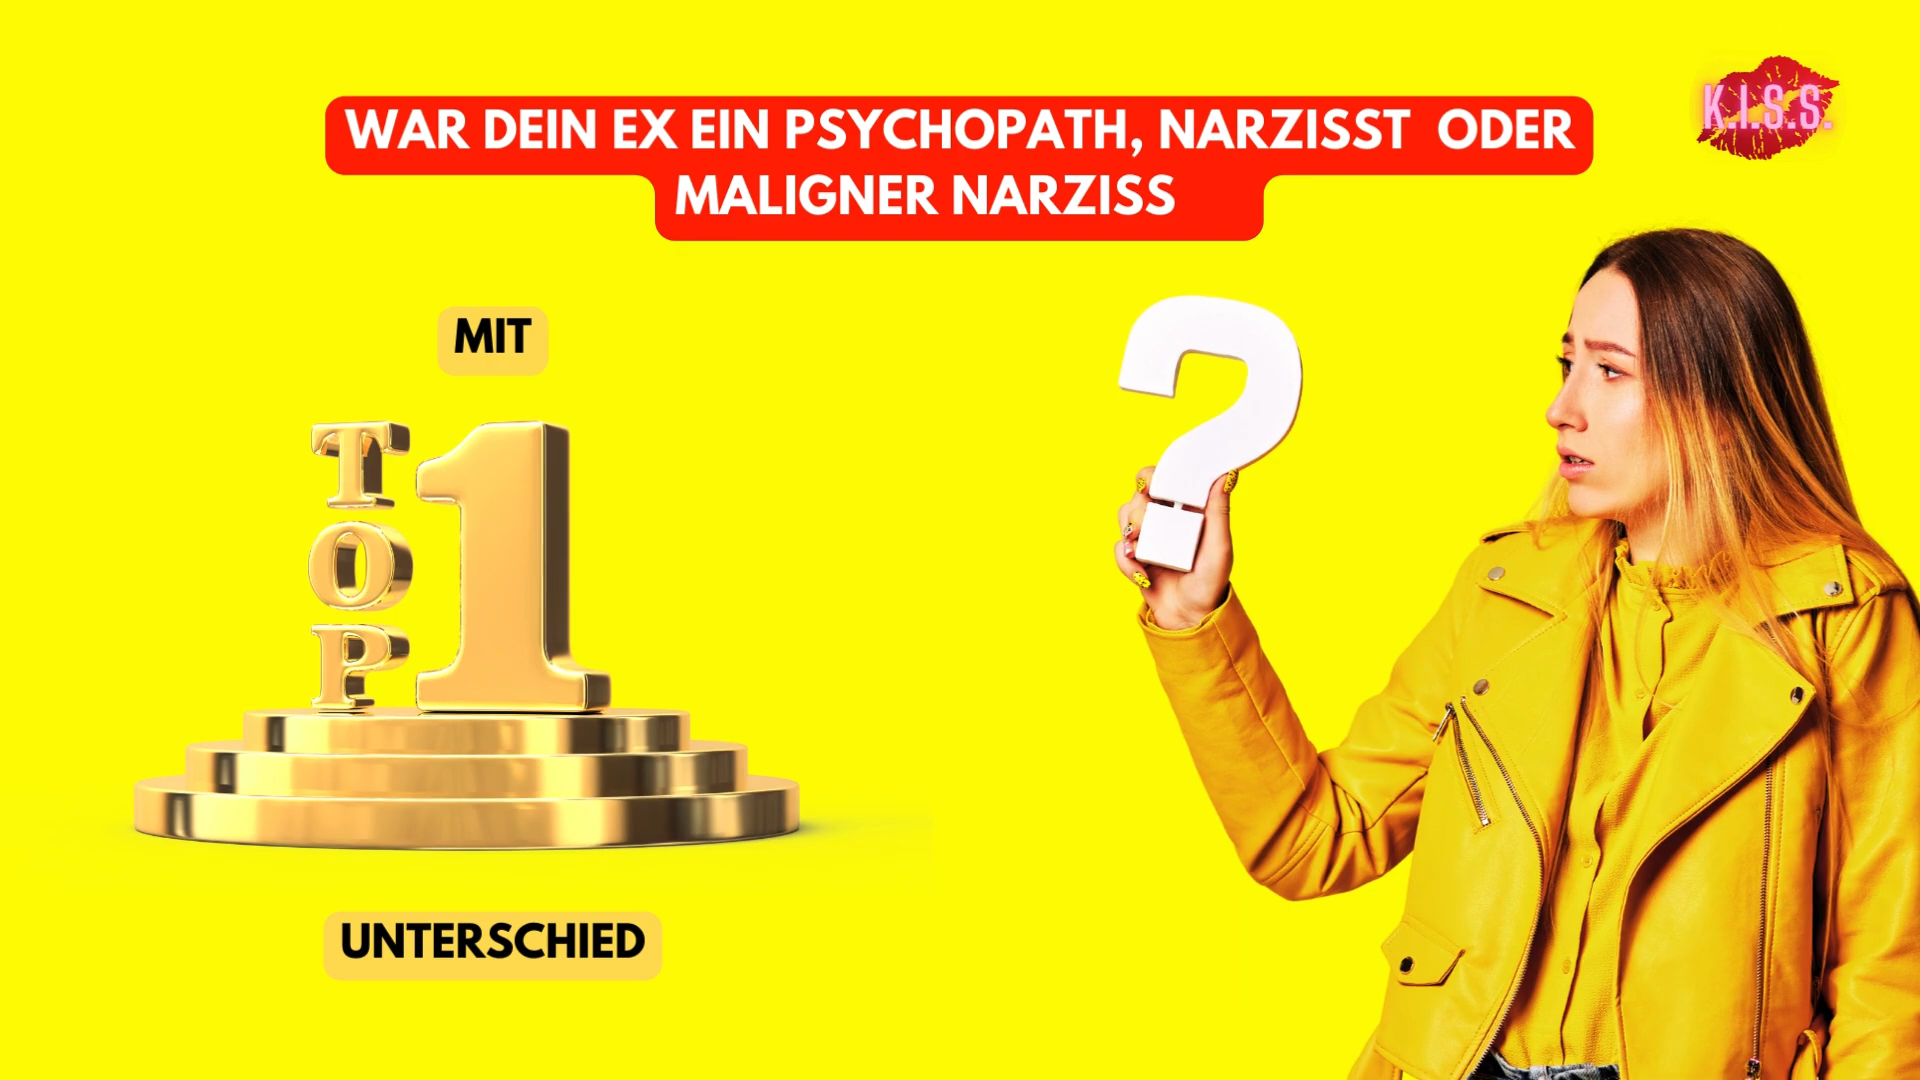 K.I.S.S.
WAR DEIN EX EIN PSYCHOPATH, NARZISST ODER
MALIGNER NARZISS
MIT
TOP 1
UNTERSCHIED
?